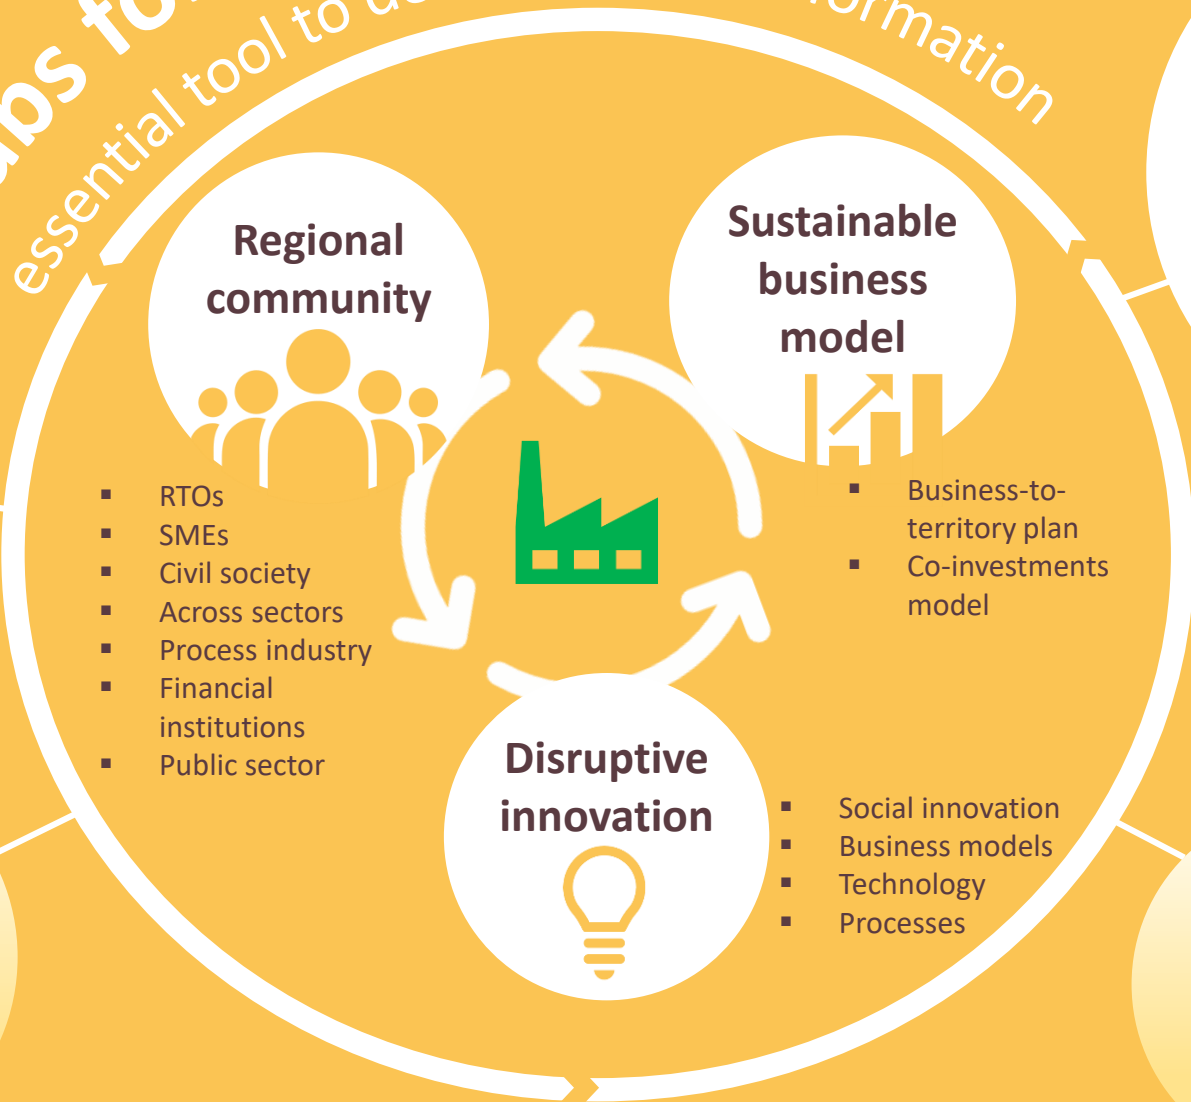 essential tool to
Regional
community
RTOs
SMEs
Civil society
Across sectors
Process industry
Financial
institutions
Public sector
Sustainable
business
model
Business-to-
territory plan
Co-investments
model
Disruptive
innovation
Social innovation
Business models
Technology
Processes